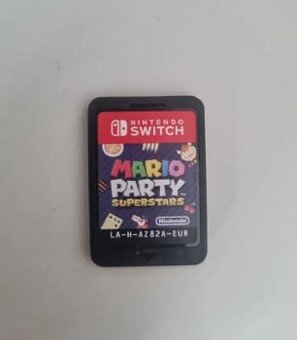 NINTENDO
SWITCH
MARIO
PARTY
SUPERSTARS
Nintendo
LA-H-AZ82A-EUR